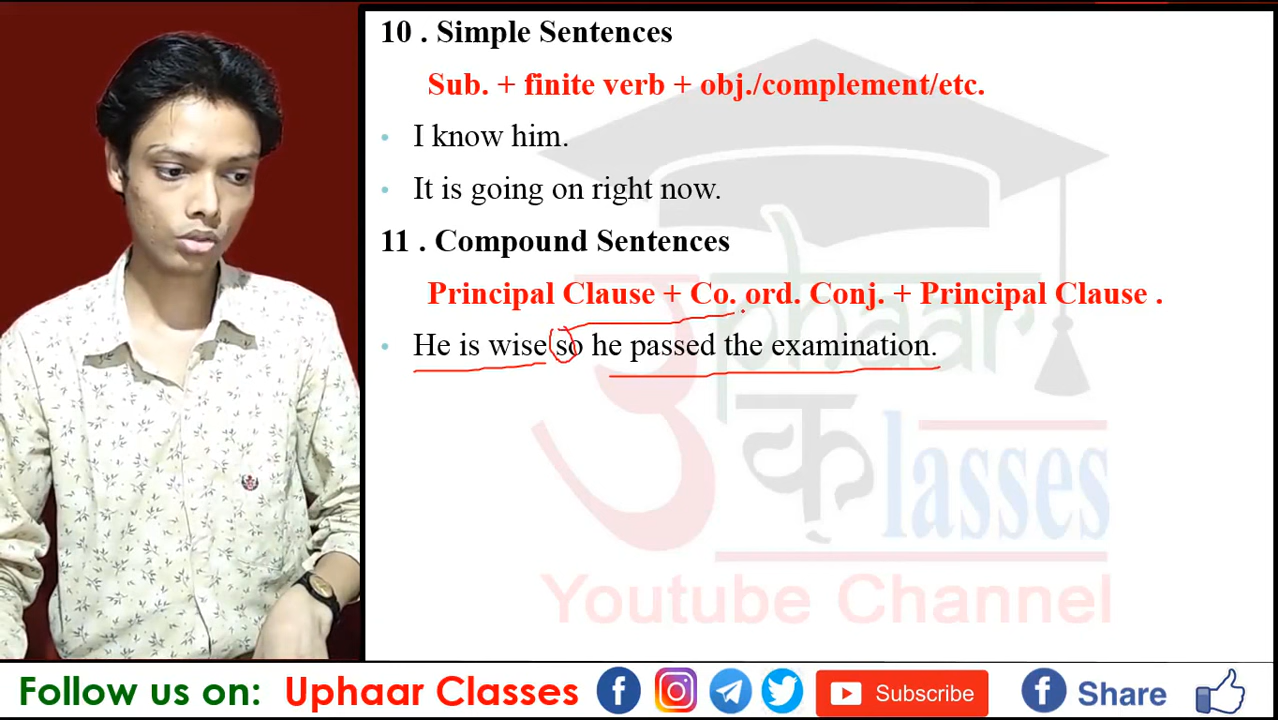 10 . Simple Sentences
Sub. + finite verb + obj./complement/etc.
• I know him.
• It is going on right now.
11 . Compound Sentences
Principal Clause + Co. ord. Conj. + Principal Clause .
• He is wise so he passed the examination.
उphaar
कlasses
Youtube Channel
Follow us on: Uphaar Classes Subscribe Share